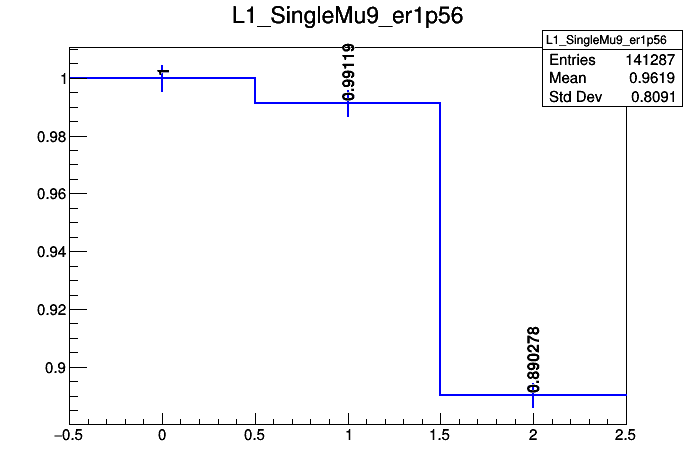 L1_SingleMu9_er1p56
L1_SingleMu9_er1p56
Entries 141287
Mean 0.9619
Std Dev 0.8091
1
0.98
0.96
0.94
0.92
0.9
1
0.99119
0.890278
−0.5 0 0.5 1 1.5 2 2.5